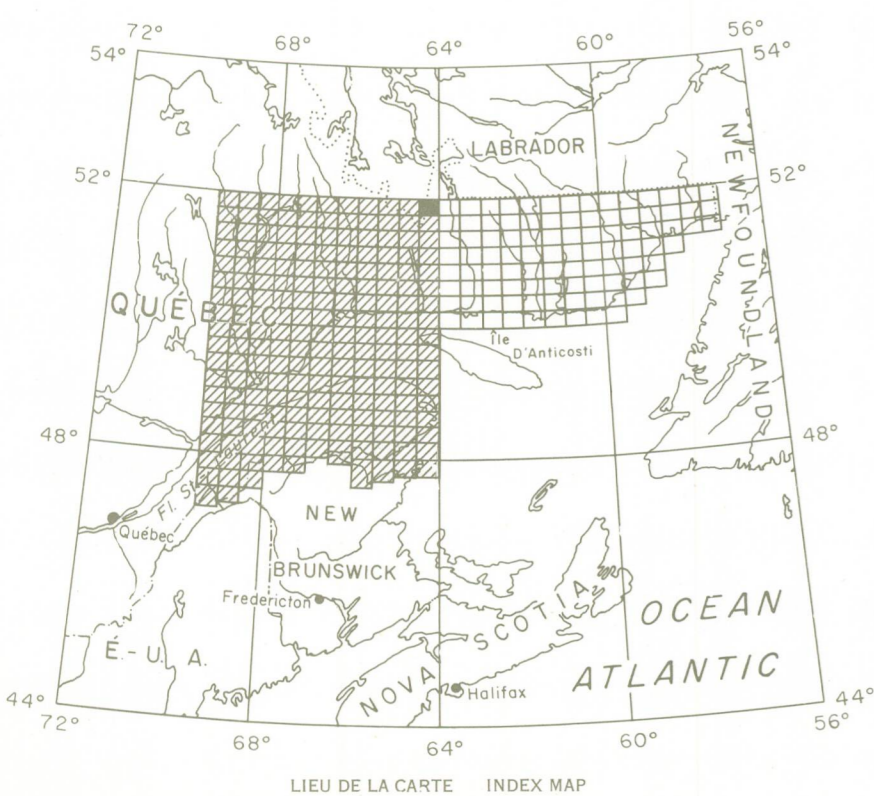 72°
68°
64°
60°
56°
54°
54°
LABRADOR
52°
52°
NEWFOUNDLAND
QUÉBEC
Île
D'Anticosti
48°
48°
Fl. St Laurent
Québec
NEW
BRUNSWICK
Fredericton
NOVA SCOTIA
Halifax
OCEAN
ATLANTIC
É.-U.A.
44°
44°
72°
68°
64°
60°
56°
LIEU DE LA CARTE INDEX MAP